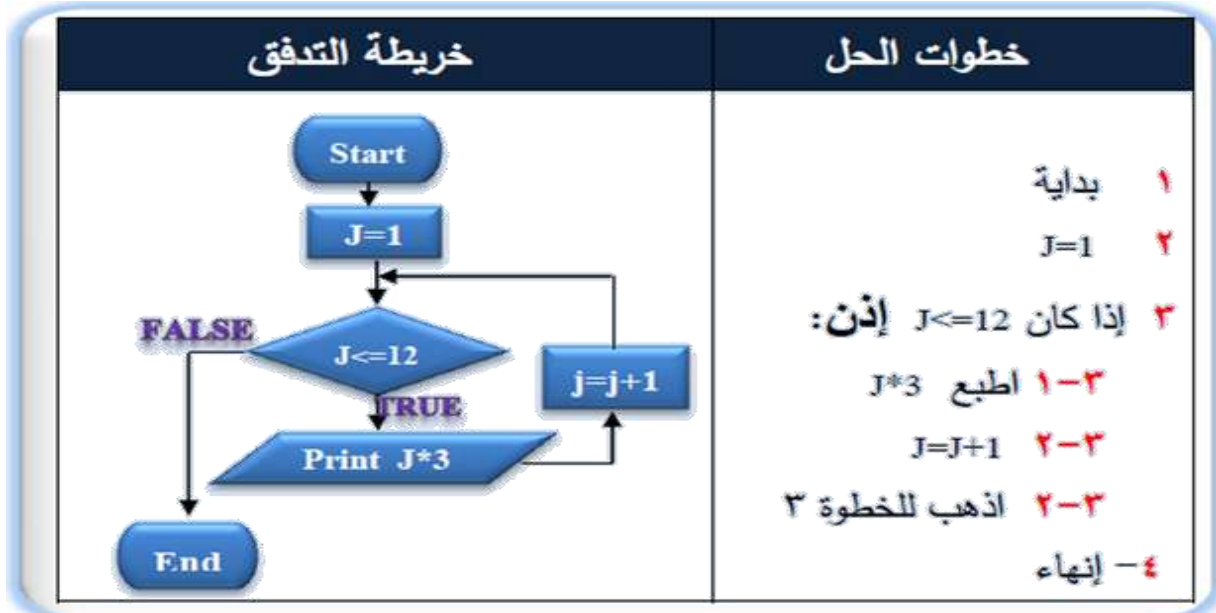 خطوات الحل
خريطة التدفق
١ بداية
٢ J=1
٣ إذا كان J<=12 إذن:
٣-١ اطبع J*3
٣-٢ J=J+1
٣-٢ اذهب للخطوة ٣
٤- إنهاء
Start
J=1
J<=12
FALSE
TRUE
Print J*3
j=j+1
End